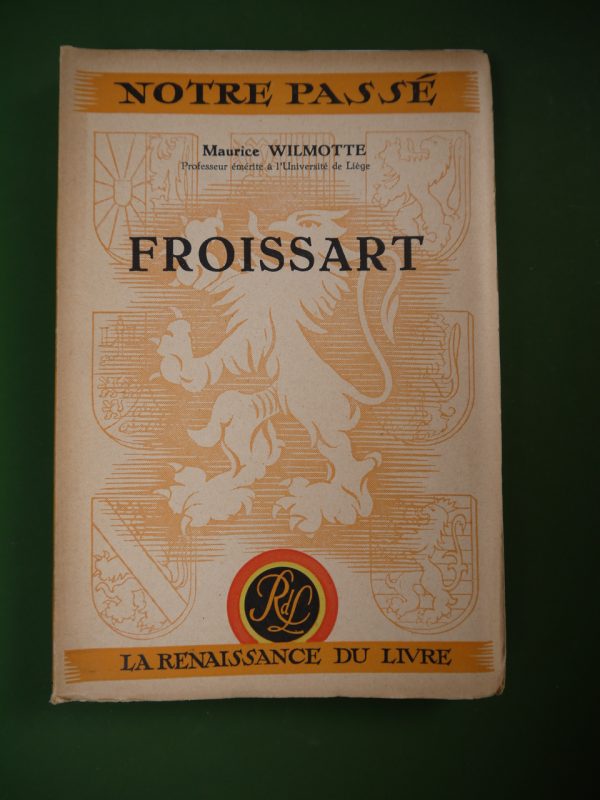 NOTRE PASSÉ
Maurice WILMOTTE
Professeur émérite à l'Université de Liège
FROISSART
RdL
LA RENAISSANCE DU LIVRE